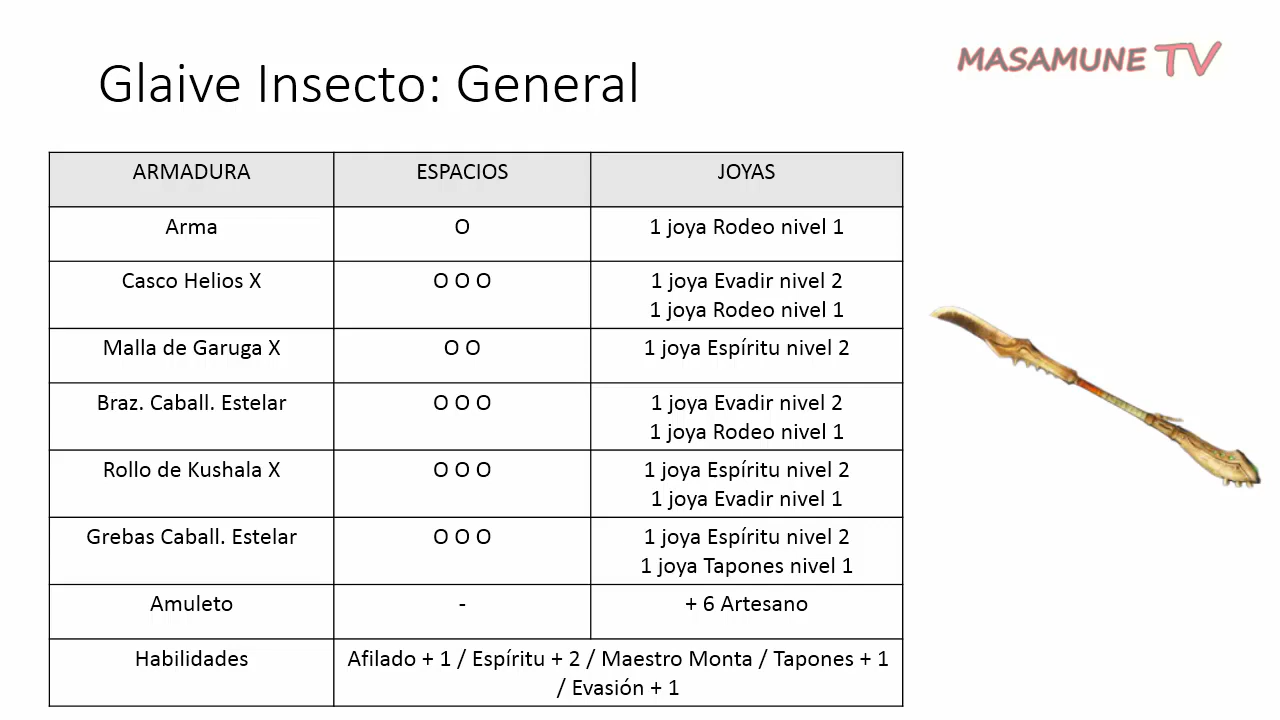 MASAMUNE TV
Glaive Insecto: General
ARMADURA ESPACIOS JOYAS
Arma O 1 joya Rodeo nivel 1
Casco Helios X O O O 1 joya Evadir nivel 2
1 joya Rodeo nivel 1
Malla de Garuga X O O 1 joya Espíritu nivel 2
Braz. Caball. Estelar O O O 1 joya Evadir nivel 2
1 joya Rodeo nivel 1
Rollo de Kushala X O O O 1 joya Espíritu nivel 2
1 joya Evadir nivel 1
Grebas Caball. Estelar O O O 1 joya Espíritu nivel 2
1 joya Tapones nivel 1
Amuleto - + 6 Artesano
Habilidades Afilado + 1 / Espíritu + 2 / Maestro Monta / Tapones + 1
/ Evasión + 1